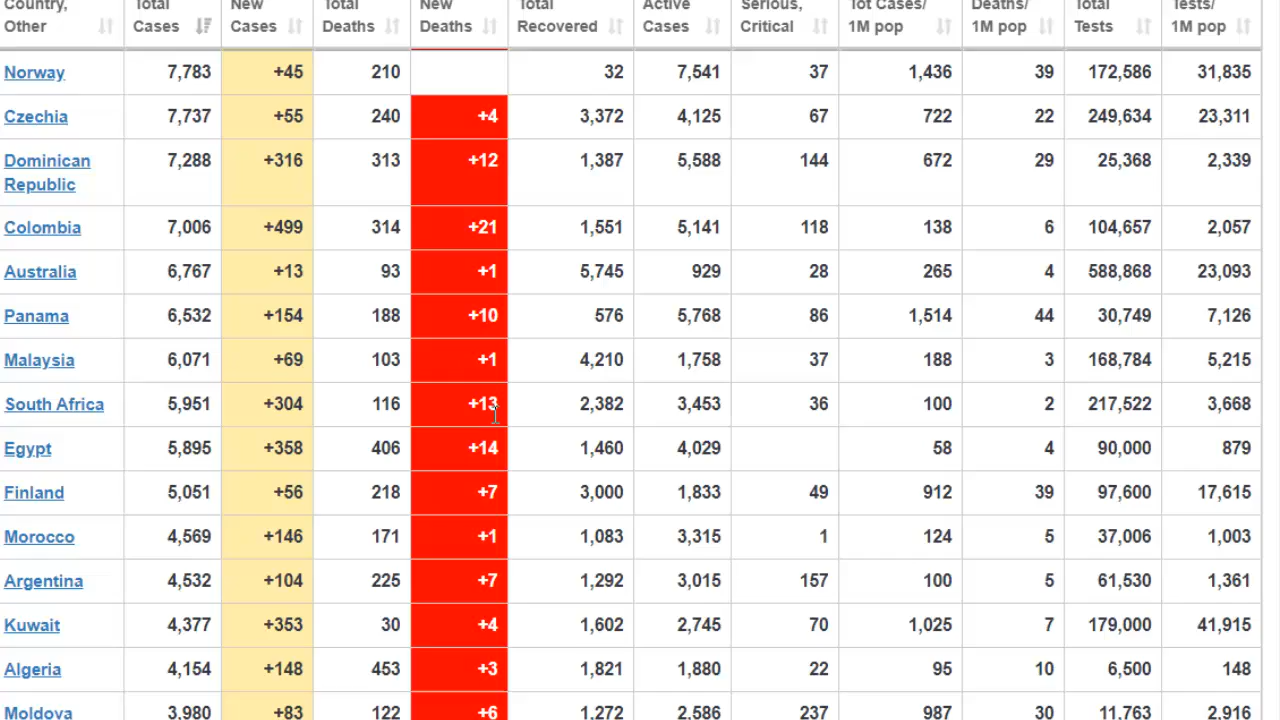 Country, Total New Total New Total Active Serious, Tot Cases/ Deaths/ Total Tests/
Other Cases Cases Deaths Deaths Recovered Cases Critical 1M pop 1M pop Tests 1M pop
Norway 7,783 +45 210 32 7,541 37 1,436 39 172,586 31,835
Czechia 7,737 +55 240 +4 3,372 4,125 67 722 22 249,634 23,311
Dominican 7,288 +316 313 +12 1,387 5,588 144 672 29 25,368 2,339
Republic
Colombia 7,006 +499 314 +21 1,551 5,141 118 138 6 104,657 2,057
Australia 6,767 +13 93 +1 5,745 929 28 265 4 588,868 23,093
Panama 6,532 +154 188 +10 576 5,768 86 1,514 44 30,749 7,126
Malaysia 6,071 +69 103 +1 4,210 1,758 37 188 3 168,784 5,215
South Africa 5,951 +304 116 +13 2,382 3,453 36 100 2 217,522 3,668
Egypt 5,895 +358 406 +14 1,460 4,029 58 4 90,000 879
Finland 5,051 +56 218 +7 3,000 1,833 49 912 39 97,600 17,615
Morocco 4,569 +146 171 +1 1,083 3,315 1 124 5 37,006 1,003
Argentina 4,532 +104 225 +7 1,292 3,015 157 100 5 61,530 1,361
Kuwait 4,377 +353 30 +4 1,602 2,745 70 1,025 7 179,000 41,915
Algeria 4,154 +148 453 +3 1,821 1,880 22 95 10 6,500 148
Moldova 3,980 +83 122 +6 1,272 2,586 237 987 30 11,763 2,916